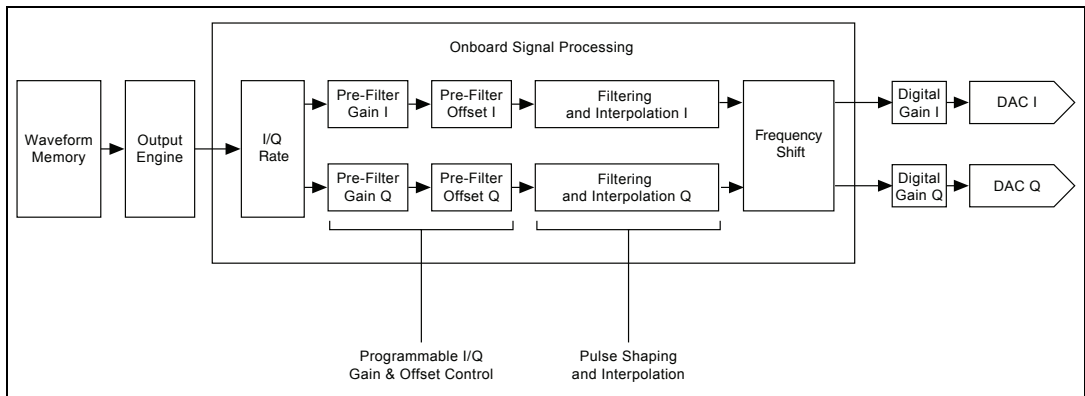 Onboard Signal Processing
Waveform
Memory
Output
Engine
I/Q
Rate
Pre-Filter
Gain I
Pre-Filter
Offset I
Filtering
and Interpolation I
Pre-Filter
Gain Q
Pre-Filter
Offset Q
Filtering
and Interpolation Q
Frequency
Shift
Digital
Gain I
DAC I
Digital
Gain Q
DAC Q
Programmable I/Q
Gain & Offset Control
Pulse Shaping
and Interpolation